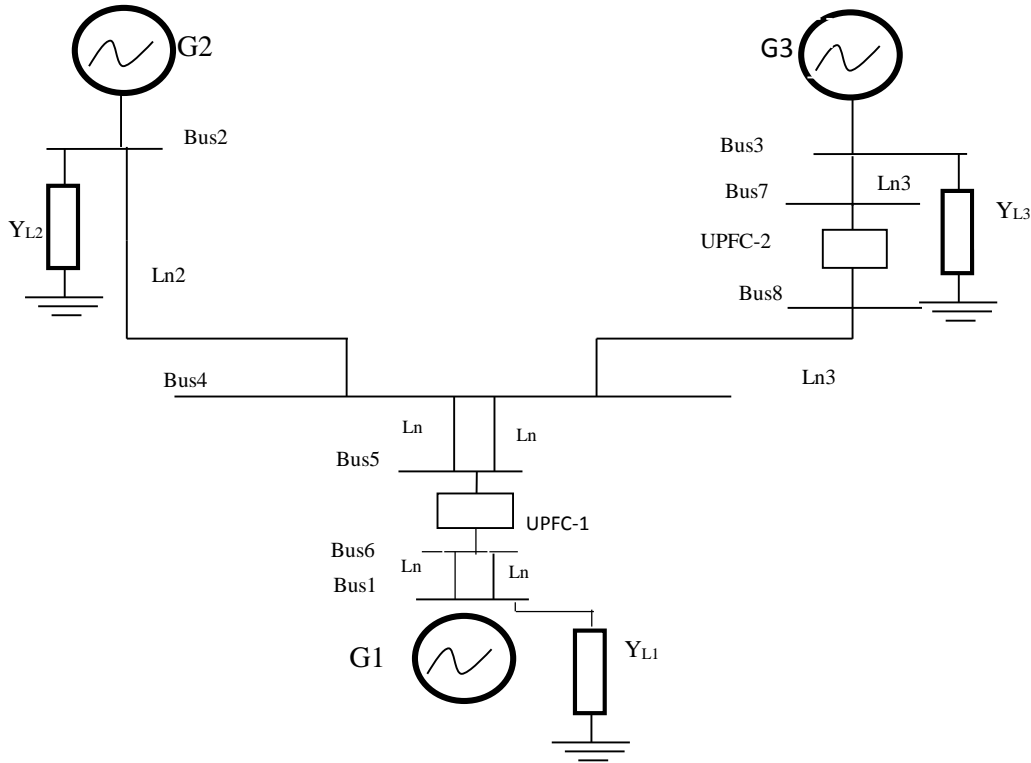 G2
G3
Bus2
Bus3
Ln3
Bus7
YL2
YL3
UPFC-2
Ln2
Bus8
Bus4
Ln3
Ln
Ln
Bus5
UPFC-1
Bus6
Ln
Ln
Bus1
G1
YL1